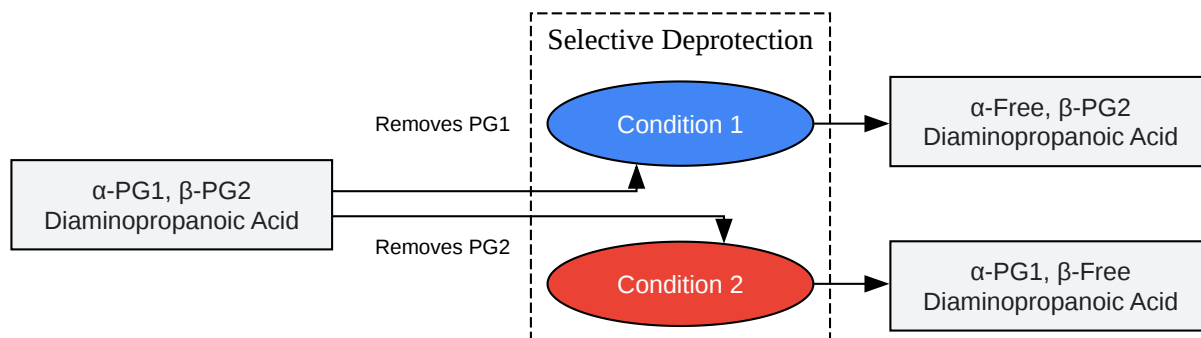 Selective Deprotection
Removes PG1
Condition 1
α-Free, β-PG2
Diaminopropanoic Acid
α-PG1, β-PG2
Diaminopropanoic Acid
Removes PG2
Condition 2
α-PG1, β-Free
Diaminopropanoic Acid